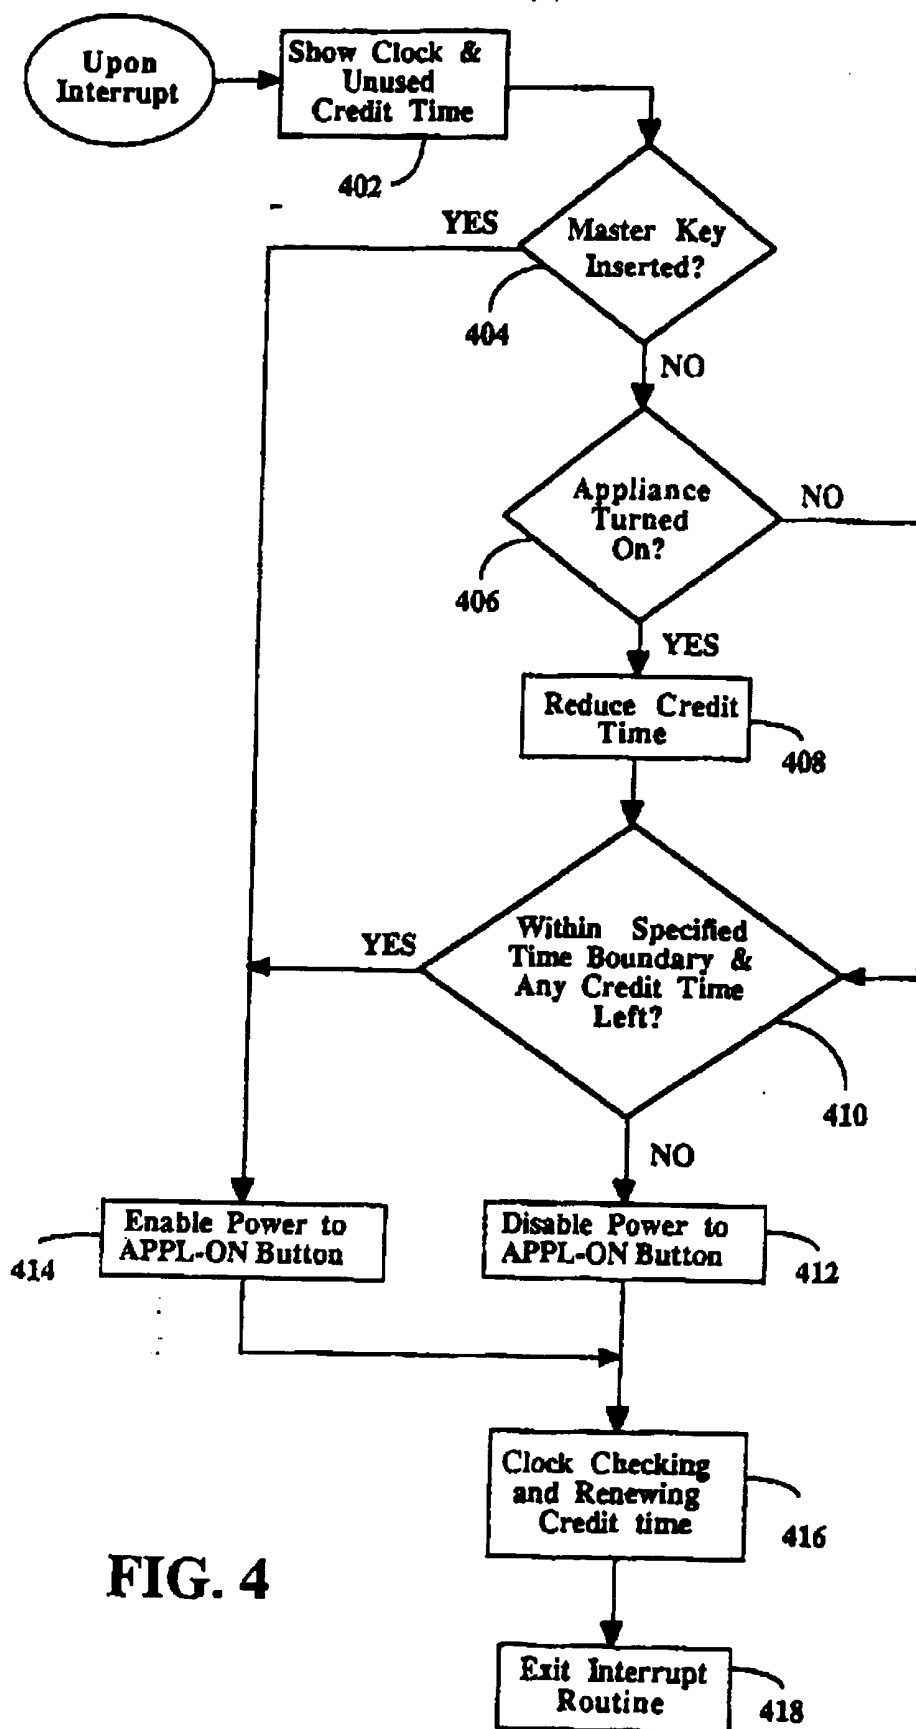 Upon
Interrupt
Show Clock &
Unused
Credit Time
402
YES
Master Key
Inserted?
404
NO
Appliance
Turned
On?
NO
406
YES
Reduce Credit
Time
408
Within Specified
Time Boundary &
Any Credit Time
Left?
YES
410
NO
Enable Power to
APPL-ON Button
414
Disable Power to
APPL-ON Button
412
Clock Checking
and Renewing
Credit time
416
FIG. 4
Exit Interrupt
Routine
418